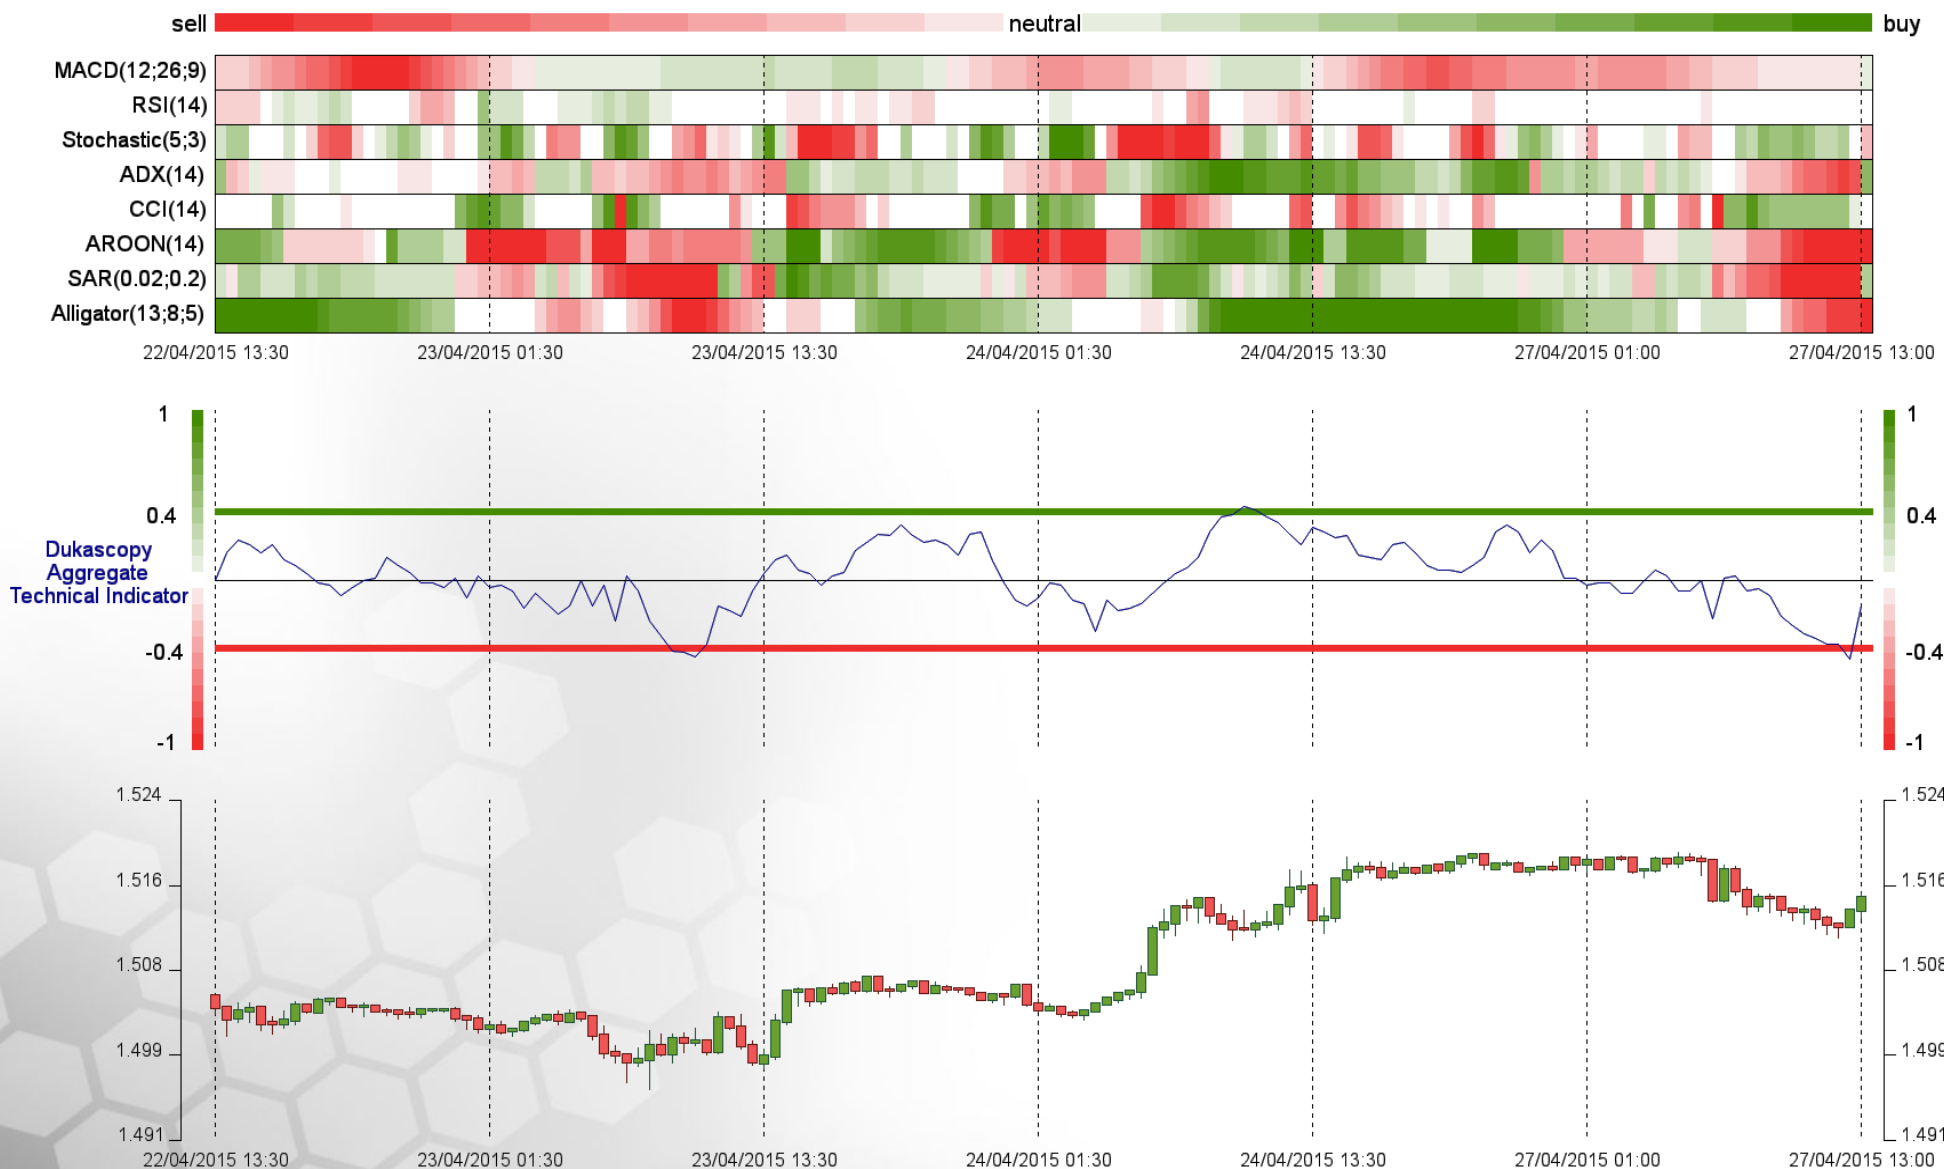 sell neutral buy
MACD(12;26;9)
RSI(14)
Stochastic(5;3)
ADX(14)
CCI(14)
AROON(14)
SAR(0.02;0.2)
Alligator(13;8;5)
22/04/2015 13:30 23/04/2015 01:30 23/04/2015 13:30 24/04/2015 01:30 24/04/2015 13:30 27/04/2015 01:00 27/04/2015 13:00
1 1
0.4 0.4
Dukascopy
Aggregate
Technical Indicator
-0.4 -0.4
-1 -1
1.524 1.524
1.516 1.516
1.508 1.508
1.499 1.499
1.491 1.491
22/04/2015 13:30 23/04/2015 01:30 23/04/2015 13:30 24/04/2015 01:30 24/04/2015 13:30 27/04/2015 01:00 27/04/2015 13:00